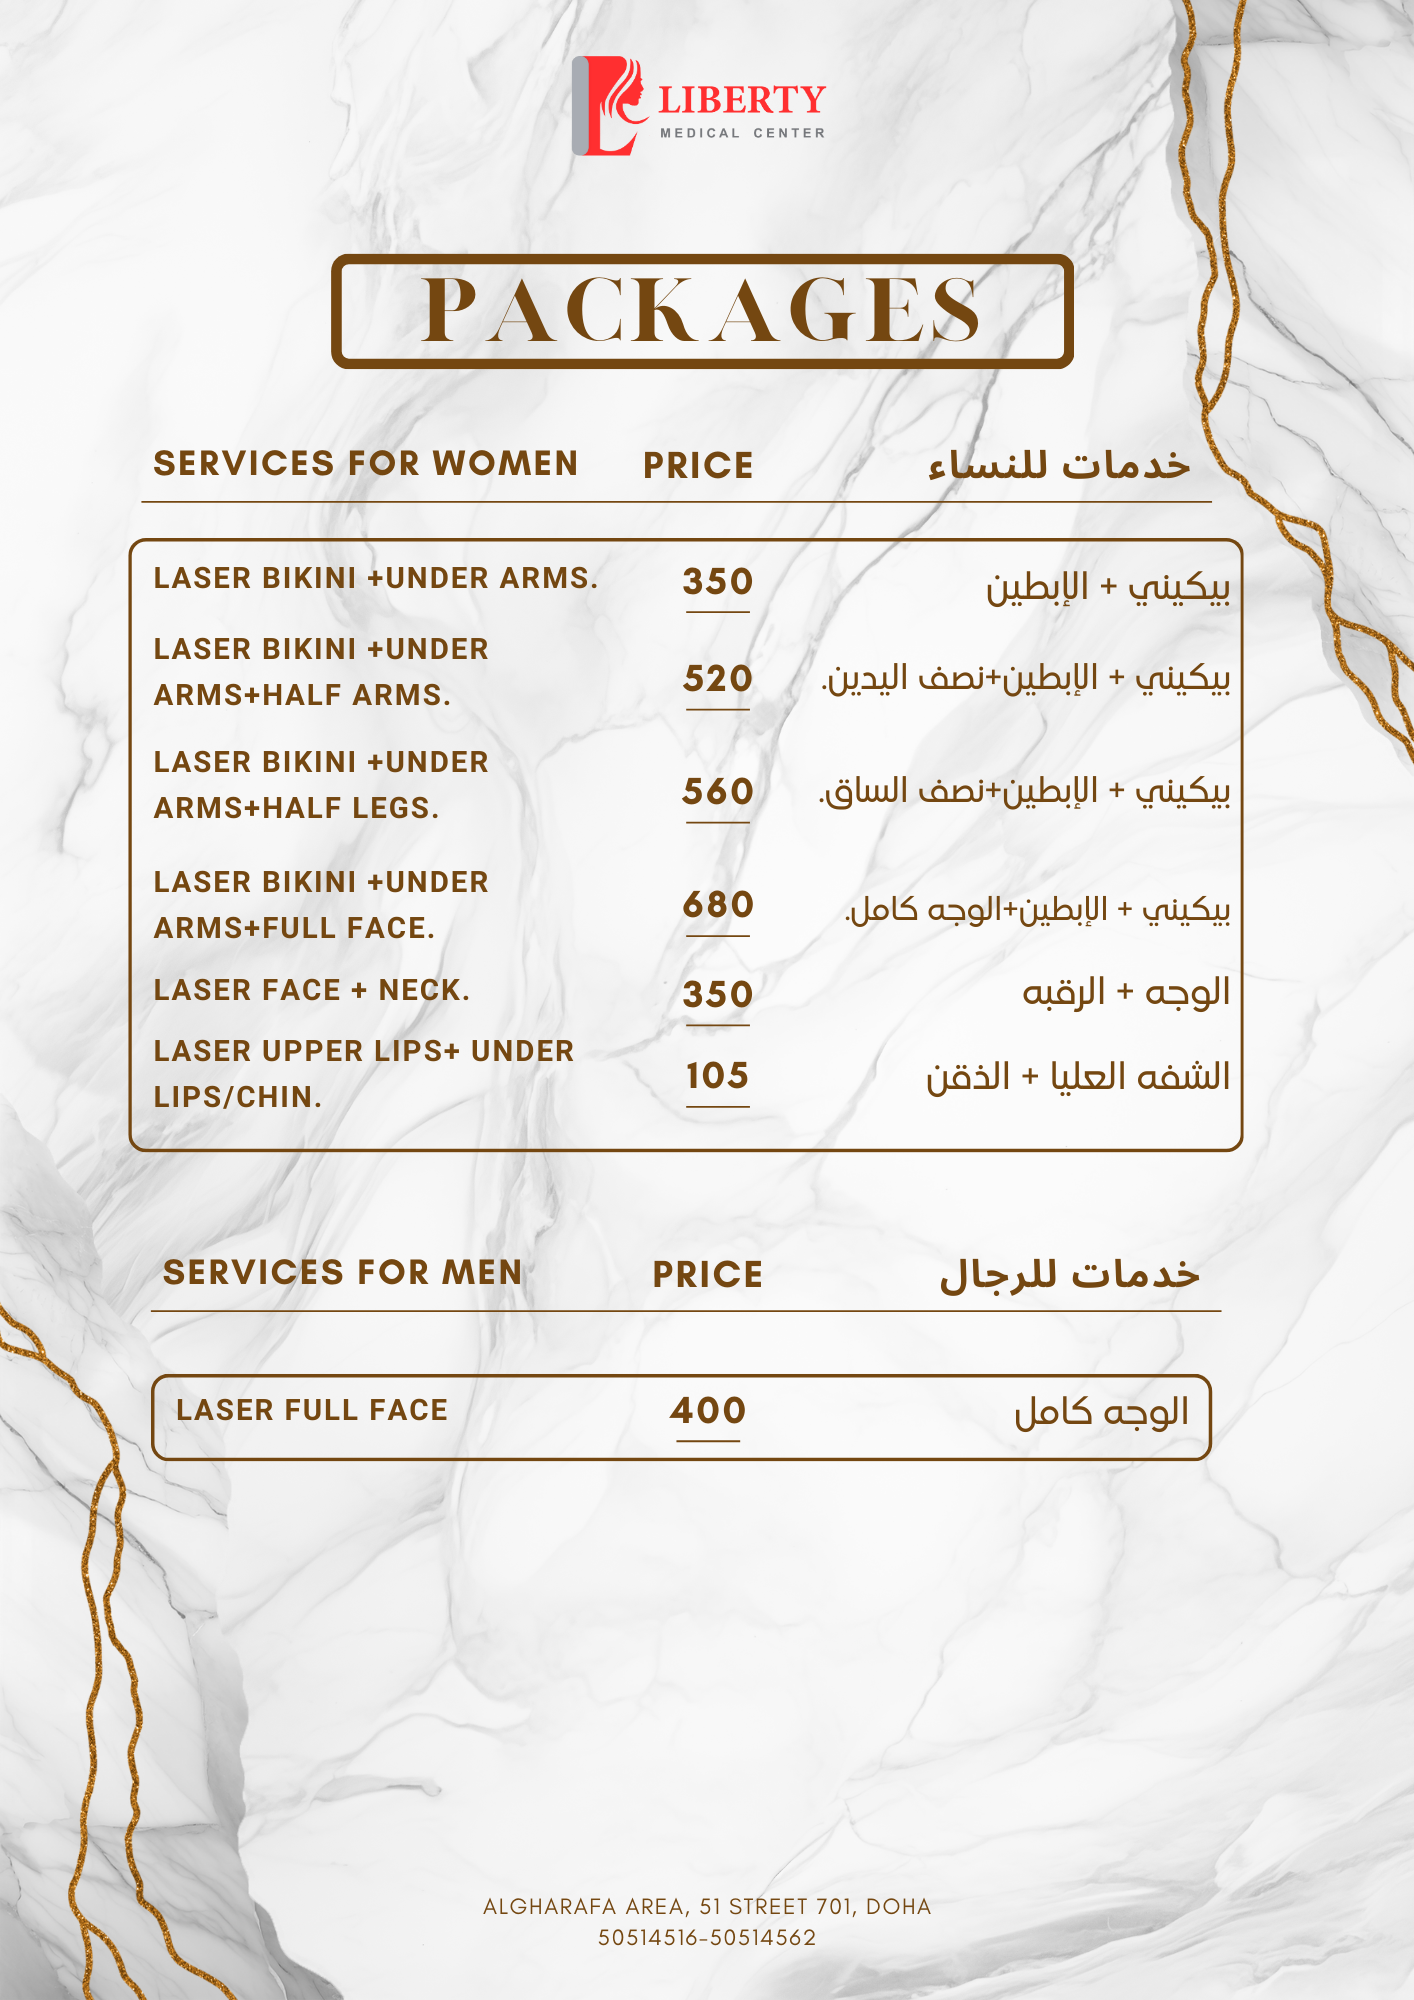 LIBERTY
MEDICAL CENTER
PACKAGES
SERVICES FOR WOMEN PRICE خدمات للنساء
LASER BIKINI +UNDER ARMS. 350 بيكيني + الإبطين
LASER BIKINI +UNDER
ARMS+HALF ARMS. 520 بيكيني + الإبطين+نصف اليدين.
LASER BIKINI +UNDER
ARMS+HALF LEGS. 560 بيكيني + الإبطين+نصف الساق.
LASER BIKINI +UNDER
ARMS+FULL FACE. 680 بيكيني + الإبطين+الوجه كامل.
LASER FACE + NECK. 350 الوجه + الرقبه
LASER UPPER LIPS+ UNDER
LIPS/CHIN. 105 الشفه العليا + الذقن
SERVICES FOR MEN PRICE خدمات للرجال
LASER FULL FACE 400 الوجه كامل
ALGHARAFA AREA, 51 STREET 701, DOHA
50514516-50514562